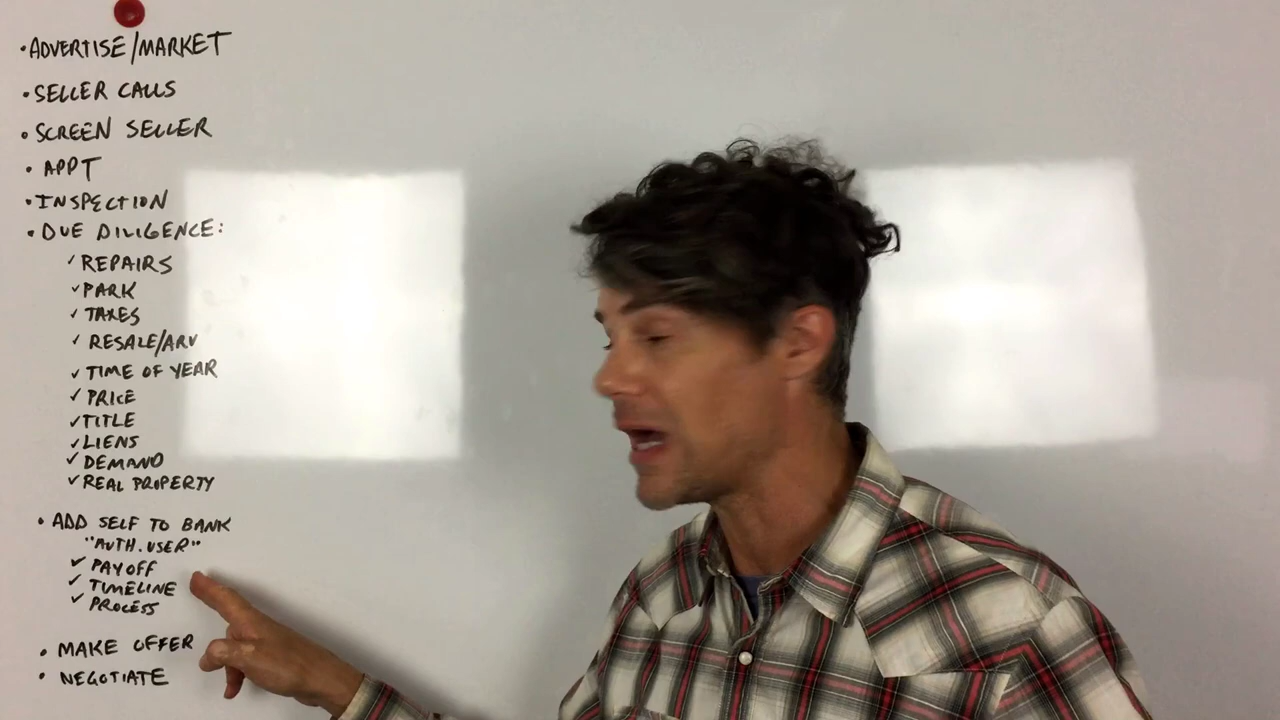 • ADVERTISE/MARKET
• SELLER CALLS
• SCREEN SELLER
• APPT
• INSPECTION
• DUE DILIGENCE:
✓ REPAIRS
✓ PARK
✓ TAXES
✓ RESALE/ARV
✓ TIME OF YEAR
✓ PRICE
✓ TITLE
✓ LIENS
✓ DEMAND
✓ REAL PROPERTY
• ADD SELF TO BANK
"AUTH. USER"
✓ PAYOFF
✓ TIMELINE
✓ PROCESS
• MAKE OFFER
• NEGOTIATE